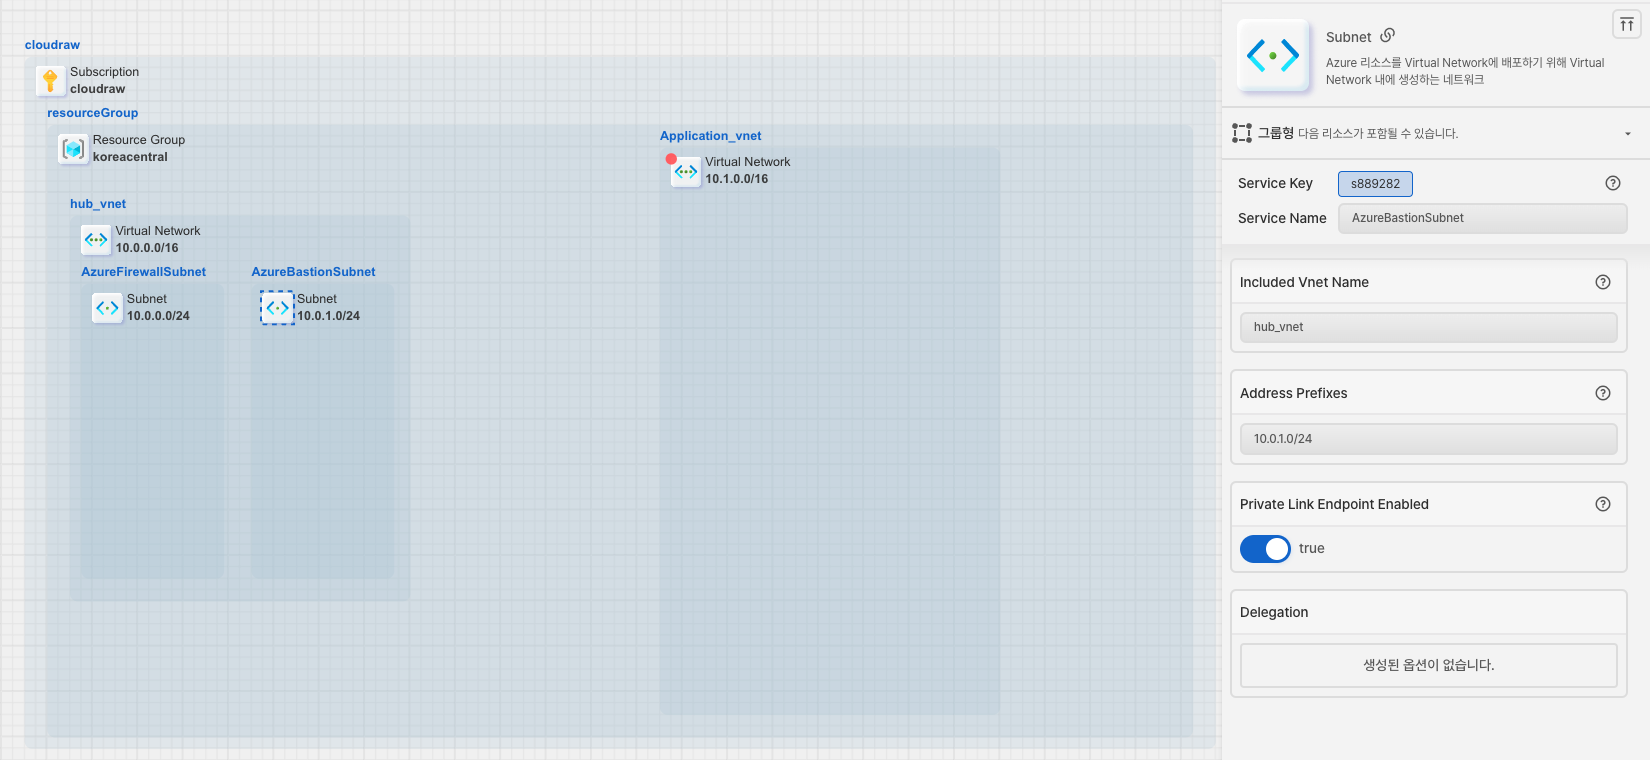 cloudraw
Subscription
cloudraw
resourceGroup
Resource Group
koreacentral
hub_vnet
Virtual Network
10.0.0.0/16
AzureFirewallSubnet
Subnet
10.0.0.0/24
AzureBastionSubnet
Subnet
10.0.1.0/24
Application_vnet
Virtual Network
10.1.0.0/16
Subnet
Azure 리소스를 Virtual Network에 배포하기 위해 Virtual
Network 내에 생성하는 네트워크
그룹형 다음 리소스가 포함될 수 있습니다.
Service Key s889282
Service Name AzureBastionSubnet
Included Vnet Name
hub_vnet
Address Prefixes
10.0.1.0/24
Private Link Endpoint Enabled
true
Delegation
생성된 옵션이 없습니다.